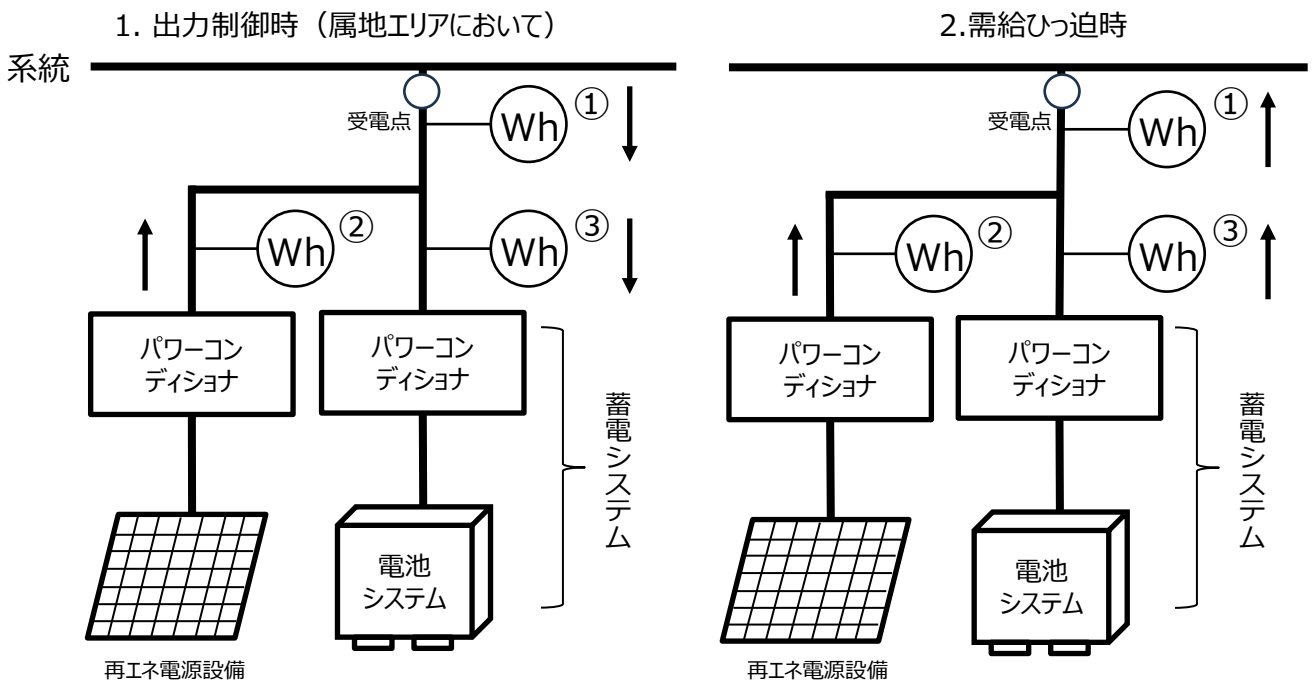 1. 出力制御時（属地エリアにおいて）
系統
受電点
Wh ①
Wh ②
Wh ③
パワーコン
ディショナ
パワーコン
ディショナ
蓄電システム
電池
システム
再エネ電源設備
2.需給ひっ迫時
受電点
Wh ①
Wh ②
Wh ③
パワーコン
ディショナ
パワーコン
ディショナ
蓄電システム
電池
システム
再エネ電源設備